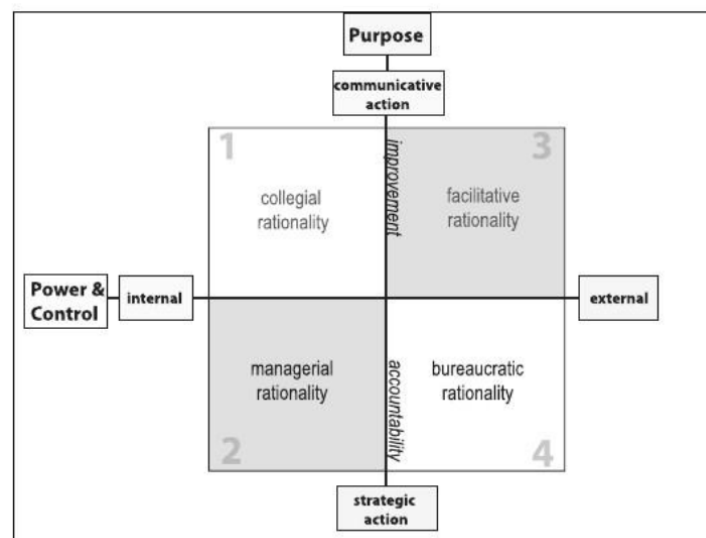 Purpose
communicative
action
1
3
improvement
collegial
rationality
facilitative
rationality
Power &
Control
internal
external
managerial
rationality
accountability
bureaucratic
rationality
2
4
strategic
action